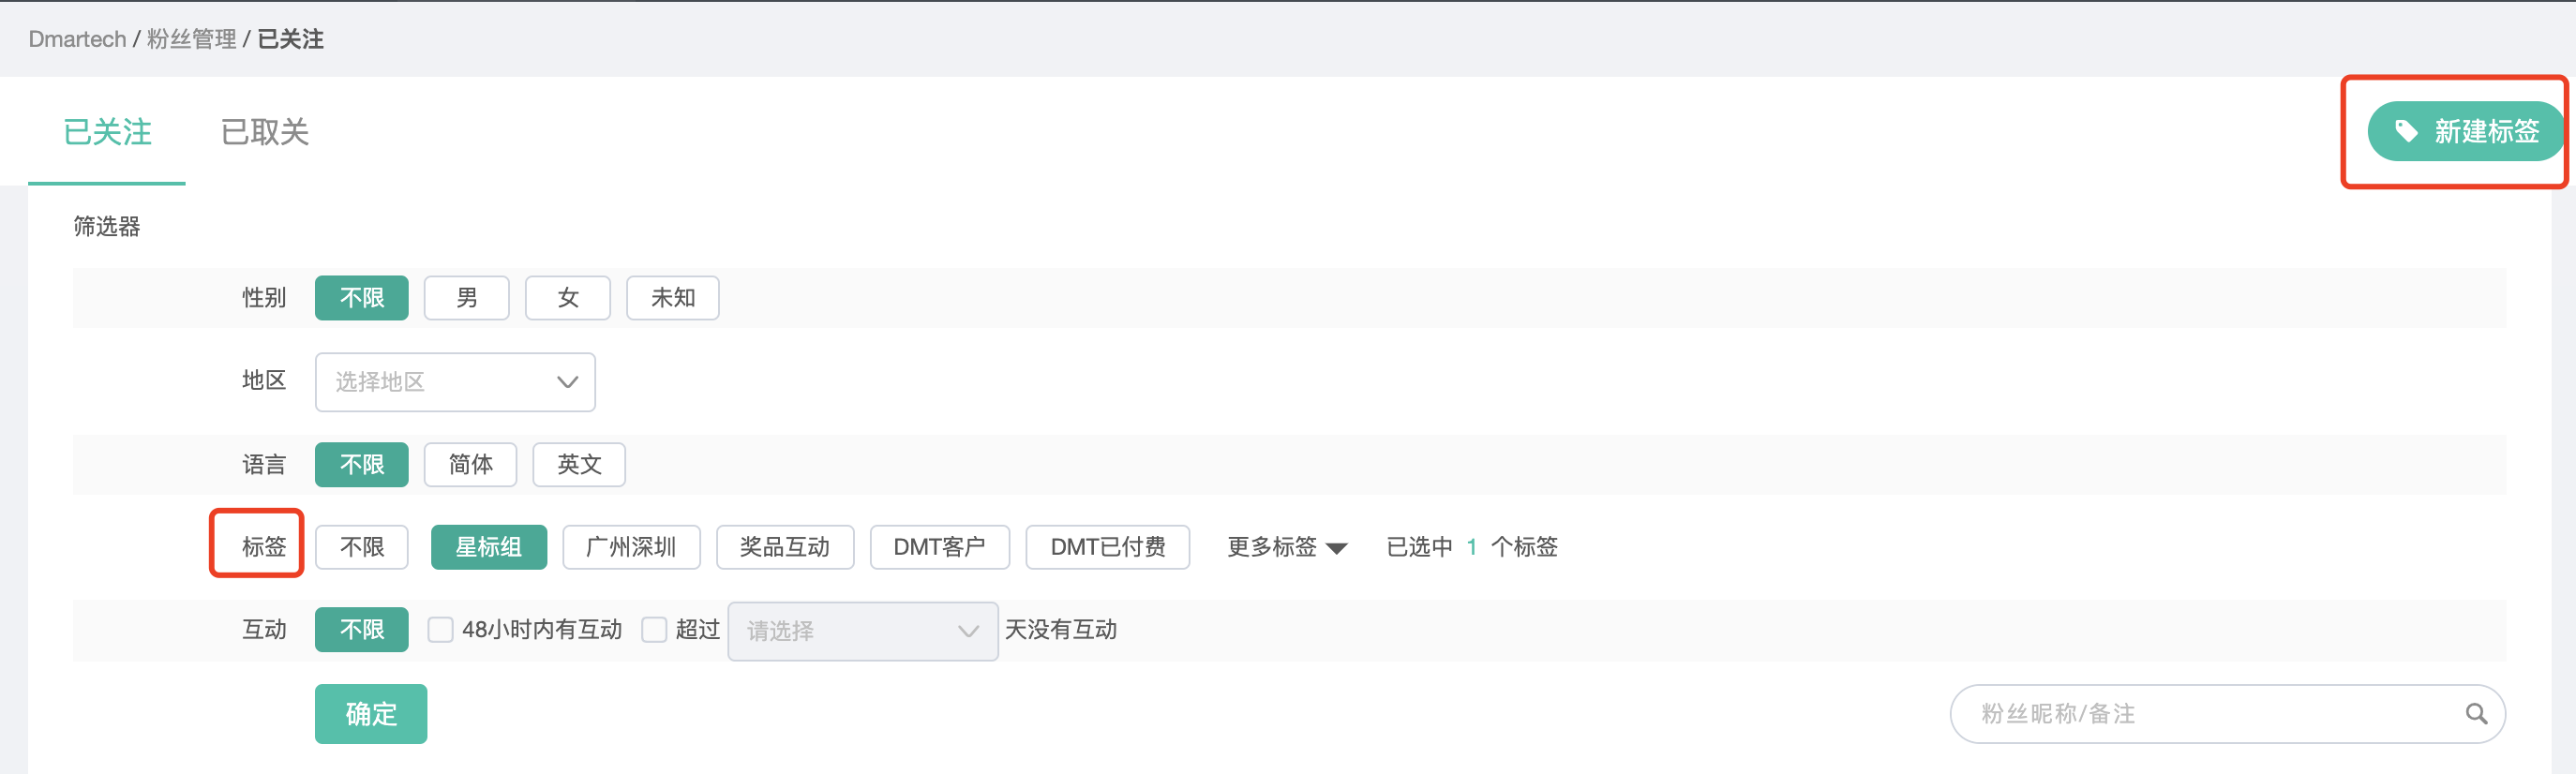 Dmartech / 粉丝管理 / 已关注
已关注 已取关 新建标签
筛选器
性别 不限 男 女 未知
地区 选择地区
语言 不限 简体 英文
标签 不限 星标组 广州深圳 奖品互动 DMT客户 DMT已付费 更多标签 已选中 1 个标签
互动 不限 48小时内有互动 超过 请选择 天没有互动
确定 粉丝昵称/备注